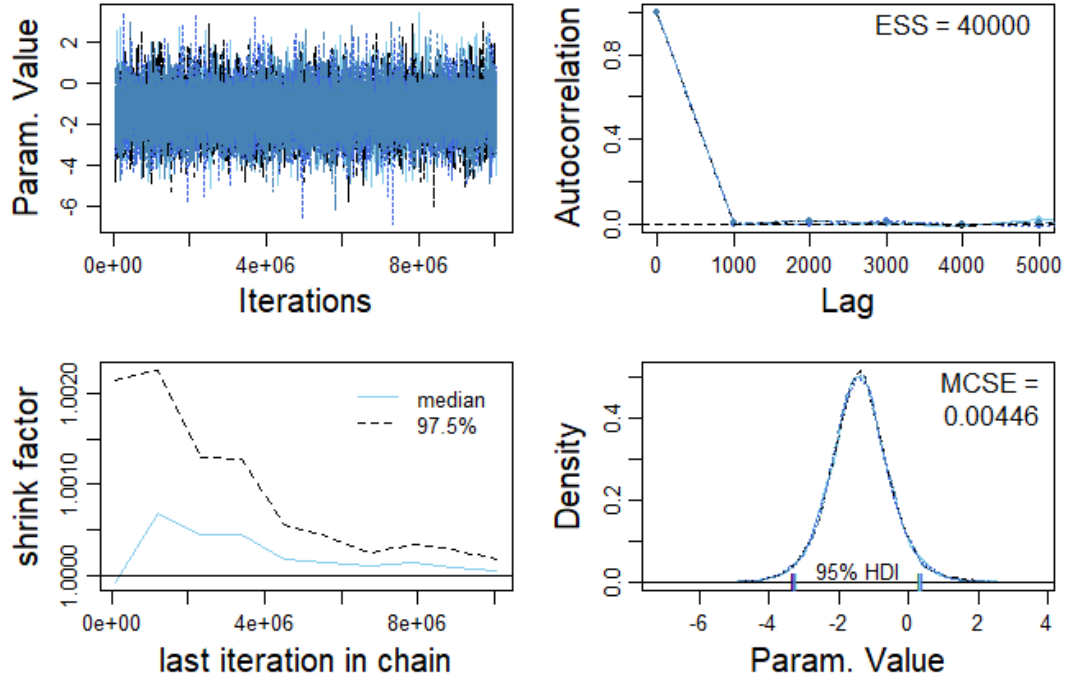 Param. Value
2
0
-2
-4
-6
0e+00
4e+06
8e+06
Iterations
ESS = 40000
Autocorrelation
0.8
0.4
0.0
0
1000
2000
3000
4000
5000
Lag
shrink factor
1.0020
1.0010
1.0000
median
97.5%
0e+00
4e+06
8e+06
last iteration in chain
MCSE =
0.00446
Density
0.4
0.2
0.0
95% HDI
-6
-4
-2
0
2
4
Param. Value